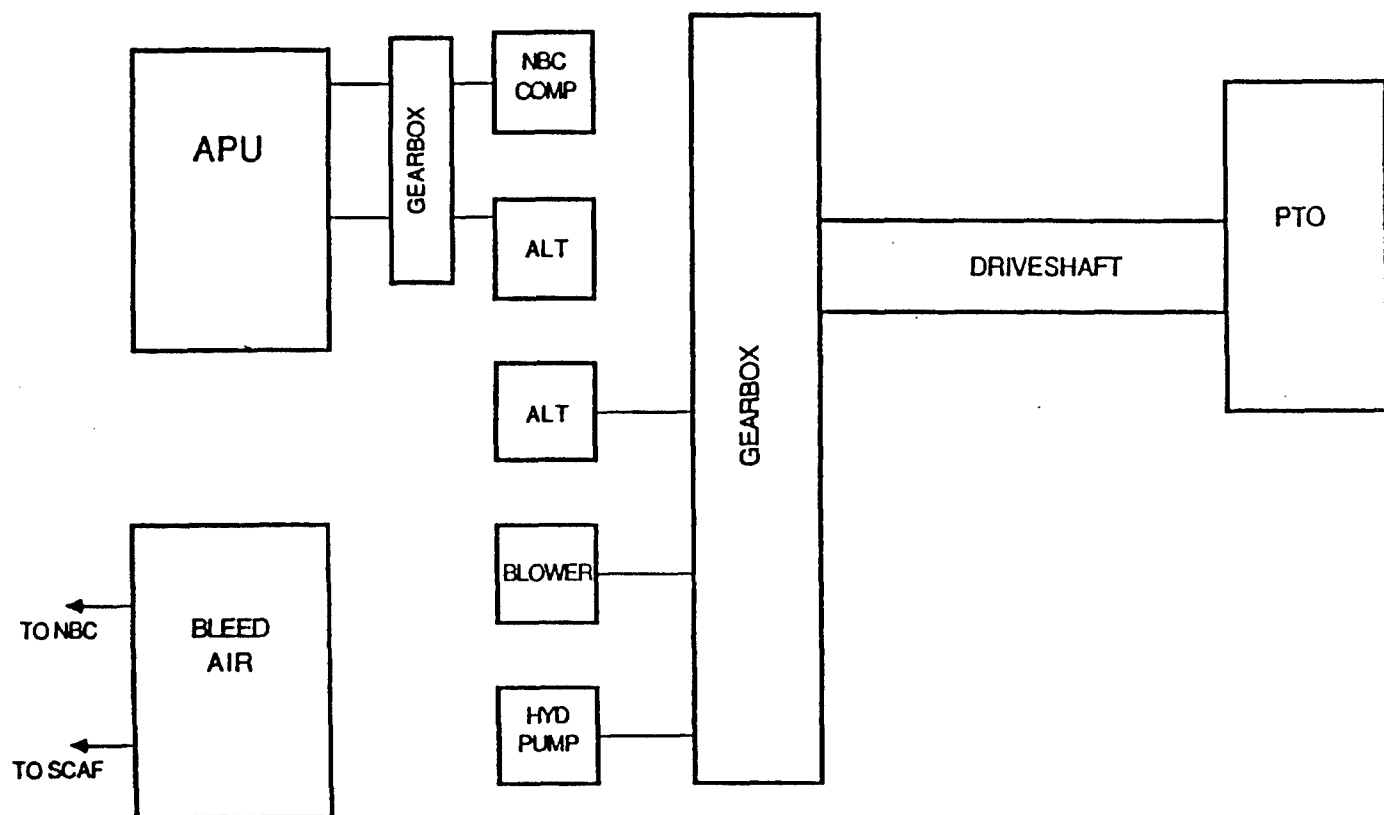 APU
GEARBOX
NBC
COMP
ALT
ALT
BLOWER
HYD
PUMP
GEARBOX
DRIVESHAFT
PTO
BLEED
AIR
TO NBC
TO SCAF